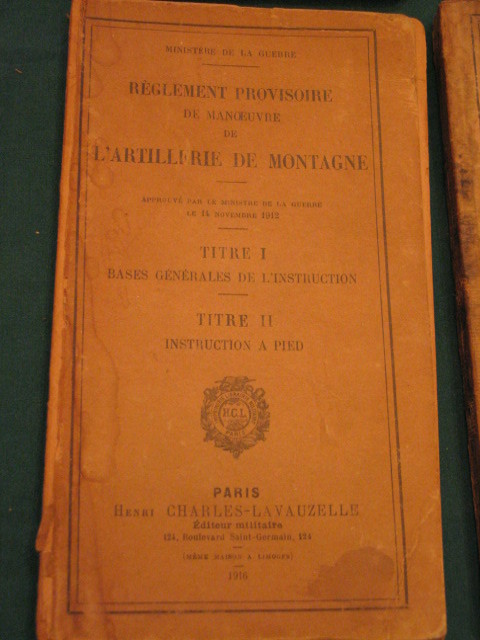 MINISTÈRE DE LA GUERRE
RÈGLEMENT PROVISOIRE
DE MANŒUVRE
DE
L'ARTILLERIE DE MONTAGNE
APPROUVÉ PAR LE MINISTRE DE LA GUERRE
LE 14 NOVEMBRE 1912
TITRE I
BASES GÉNÉRALES DE L'INSTRUCTION
TITRE II
INSTRUCTION A PIED
H.C.L.
PARIS
PARIS
HENRI CHARLES-LAVAUZELLE
Éditeur militaire
124, Boulevard Saint-Germain, 124
(MÊME MAISON A LIMOGES)
1916